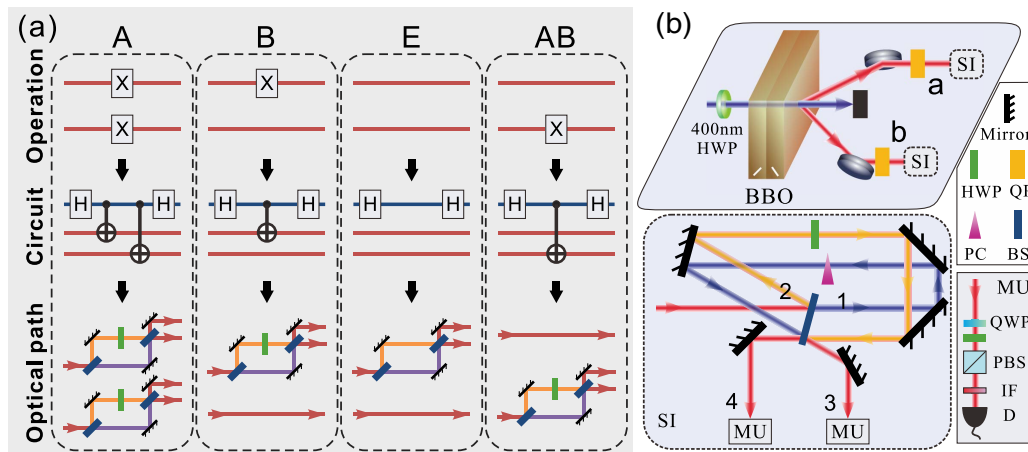 (a)
A B E AB
Operation
X X
X X
Circuit
H H H H H H H H
Optical path
(b)
400nm
HWP
BBO
a
SI
b
SI
Mirror
HWP QP
PC BS
2 1
4 3
MU MU
SI
MU
QWP
PBS
IF
D